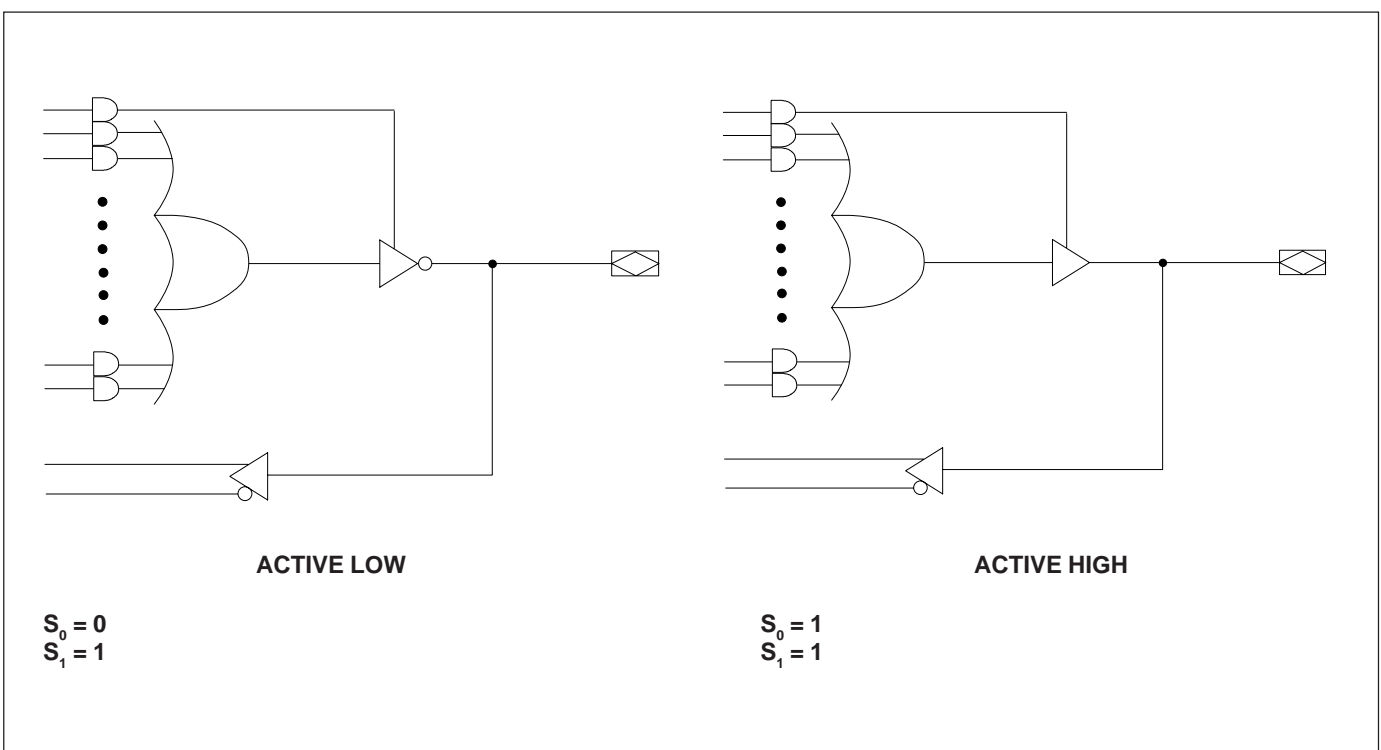 ACTIVE LOW
ACTIVE HIGH
S₀ = 0
S₁ = 1
S₀ = 1
S₁ = 1